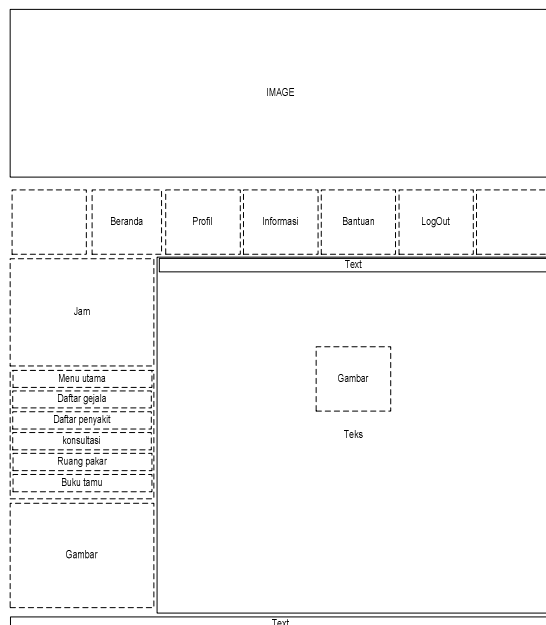 IMAGE
Beranda
Profil
Informasi
Bantuan
LogOut
Text
Jam
Menu utama
Daftar gejala
Daftar penyakit
konsultasi
Ruang pakar
Buku tamu
Gambar
Gambar
Teks
Text